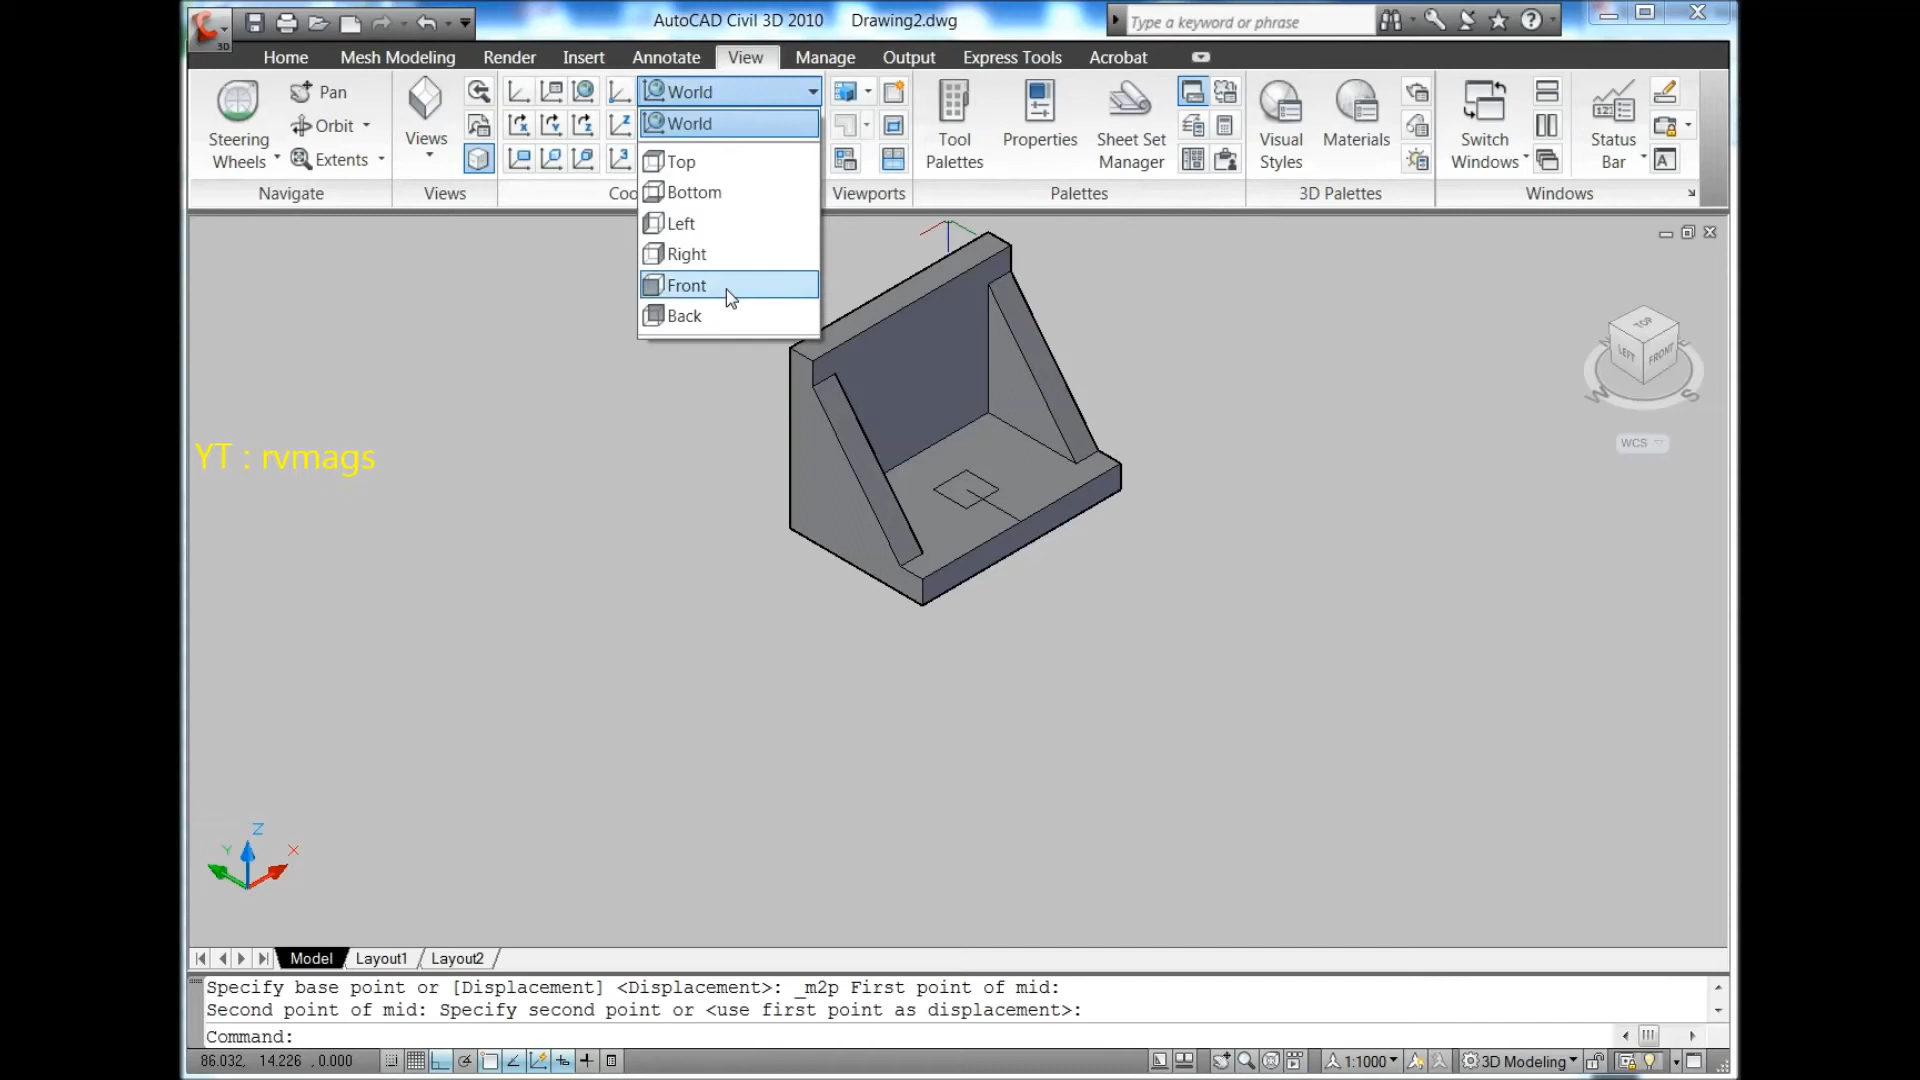 AutoCAD Civil 3D 2010 Drawing2.dwg
Type a keyword or phrase
3D
Home Mesh Modeling Render Insert Annotate View Manage Output Express Tools Acrobat
Steering Wheels
Pan
Orbit
Extents
Navigate
Views
Views
World
World
Top
Bottom
Left
Right
Front
Back
Coo
Viewports
Tool Palettes
Properties
Sheet Set Manager
Palettes
Visual Styles
Materials
3D Palettes
Switch Windows
Status Bar
Windows
TOP
LEFT
FRONT
W
S
WCS
YT : rvmags
Z
Y
X
Model Layout1 Layout2
Specify base point or [Displacement] <Displacement>: _m2p First point of mid:
Second point of mid: Specify second point or <use first point as displacement>:
Command:
86.032, 14.226 , 0.000
1:1000
3D Modeling